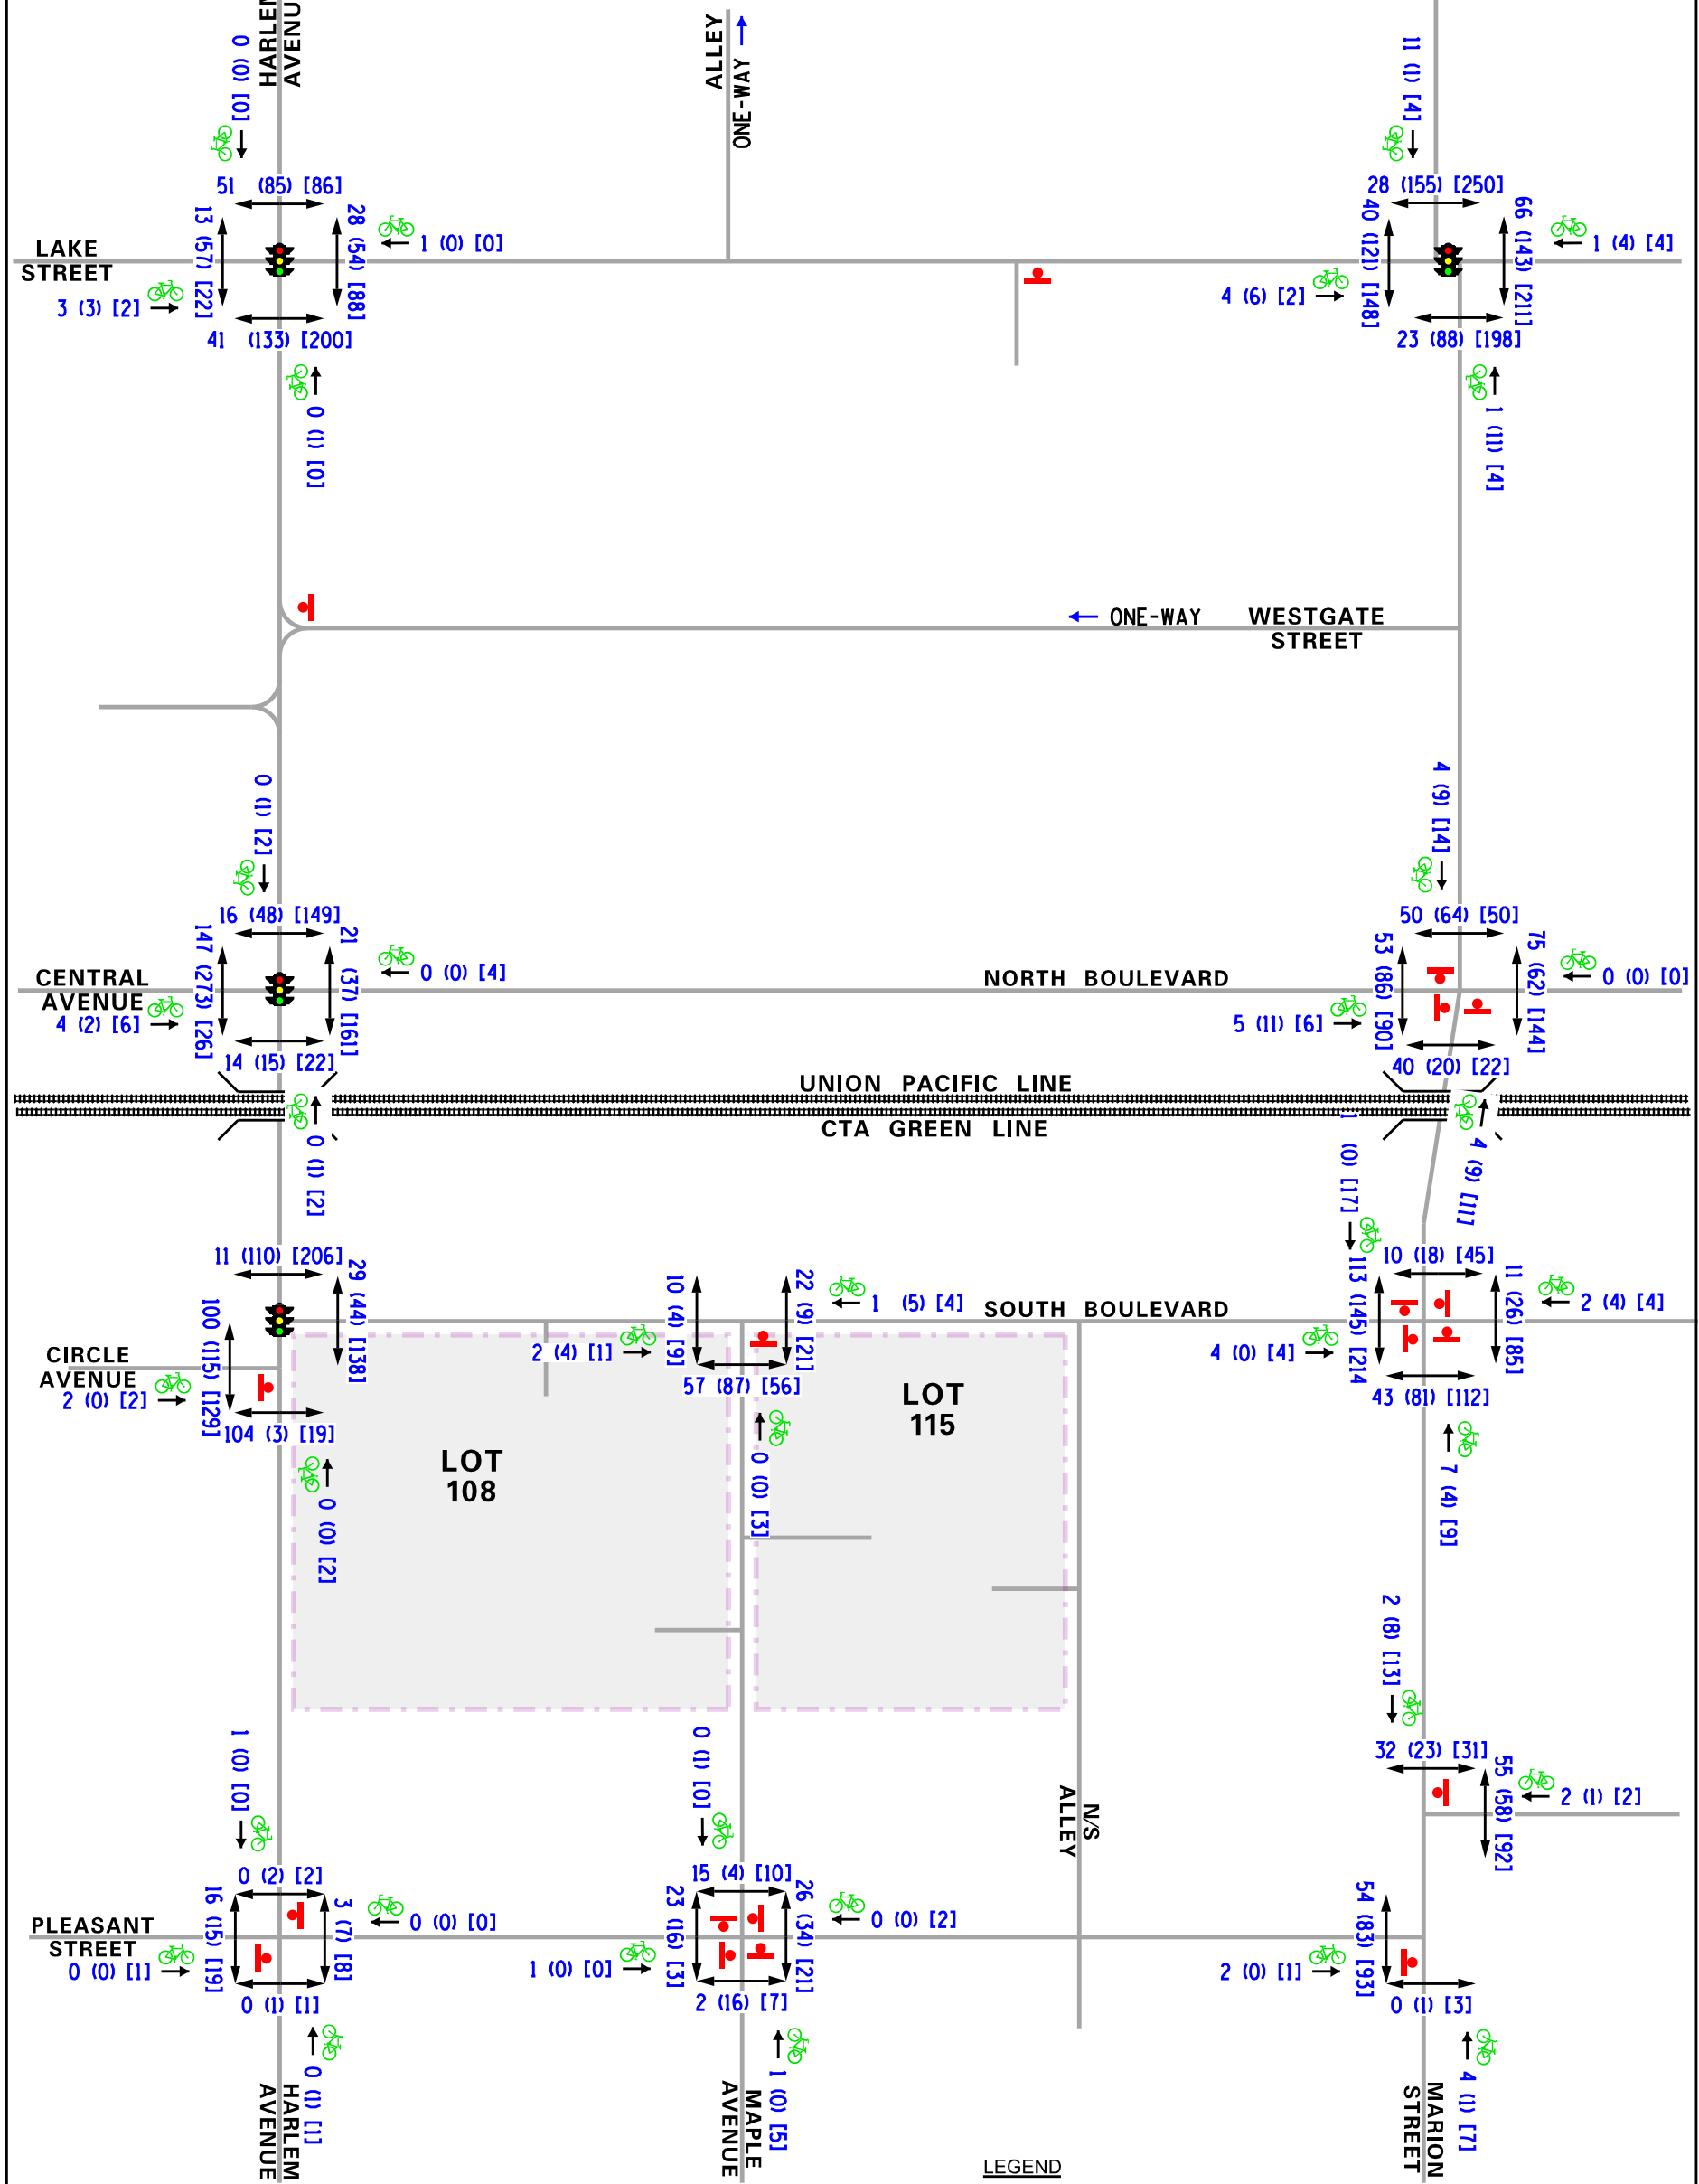 HARLEM
AVENUE
0 (0) [0]
ALLEY
ONE-WAY
11 (1) [4]
51 (85) [86]
13 (57) [22]
28 (54) [88]
1 (0) [0]
LAKE
STREET
3 (3) [2]
41 (133) [200]
0 (1) [0]
28 (155) [250]
40 (121) [148]
66 (143) [211]
1 (4) [4]
4 (6) [2]
23 (88) [198]
1 (11) [4]
ONE-WAY
WESTGATE
STREET
0 (1) [2]
4 (9) [14]
16 (48) [149]
147 (273) [26]
21 (37) [161]
0 (0) [4]
CENTRAL
AVENUE
4 (2) [6]
14 (15) [22]
NORTH BOULEVARD
50 (64) [50]
53 (86) [90]
75 (62) [144]
0 (0) [0]
5 (11) [6]
40 (20) [22]
UNION PACIFIC LINE
CTA GREEN LINE
0 (1) [2]
1 (0) [17]
4 (9) [11]
11 (110) [206]
29 (44) [138]
100 (115) [129]
CIRCLE
AVENUE
2 (0) [2]
104 (3) [19]
0 (0) [2]
10 (4) [9]
22 (9) [21]
1 (5) [4]
2 (4) [1]
57 (87) [56]
0 (0) [3]
SOUTH BOULEVARD
10 (18) [45]
113 (145) [214
11 (26) [85]
2 (4) [4]
4 (0) [4]
43 (81) [112]
7 (4) [9]
LOT
108
LOT
115
2 (8) [13]
1 (0) [0]
0 (1) [0]
N/S
ALLEY
32 (23) [31]
55 (58) [92]
2 (1) [2]
0 (2) [2]
16 (15) [19]
3 (7) [8]
0 (0) [0]
PLEASANT
STREET
0 (0) [1]
0 (1) [1]
0 (1) [1]
15 (4) [10]
23 (16) [3]
26 (34) [21]
0 (0) [2]
1 (0) [0]
2 (16) [7]
1 (0) [5]
54 (83) [93]
2 (0) [1]
0 (1) [3]
4 (1) [7]
HARLEM
AVENUE
MAPLE
AVENUE
MARION
STREET
LEGEND